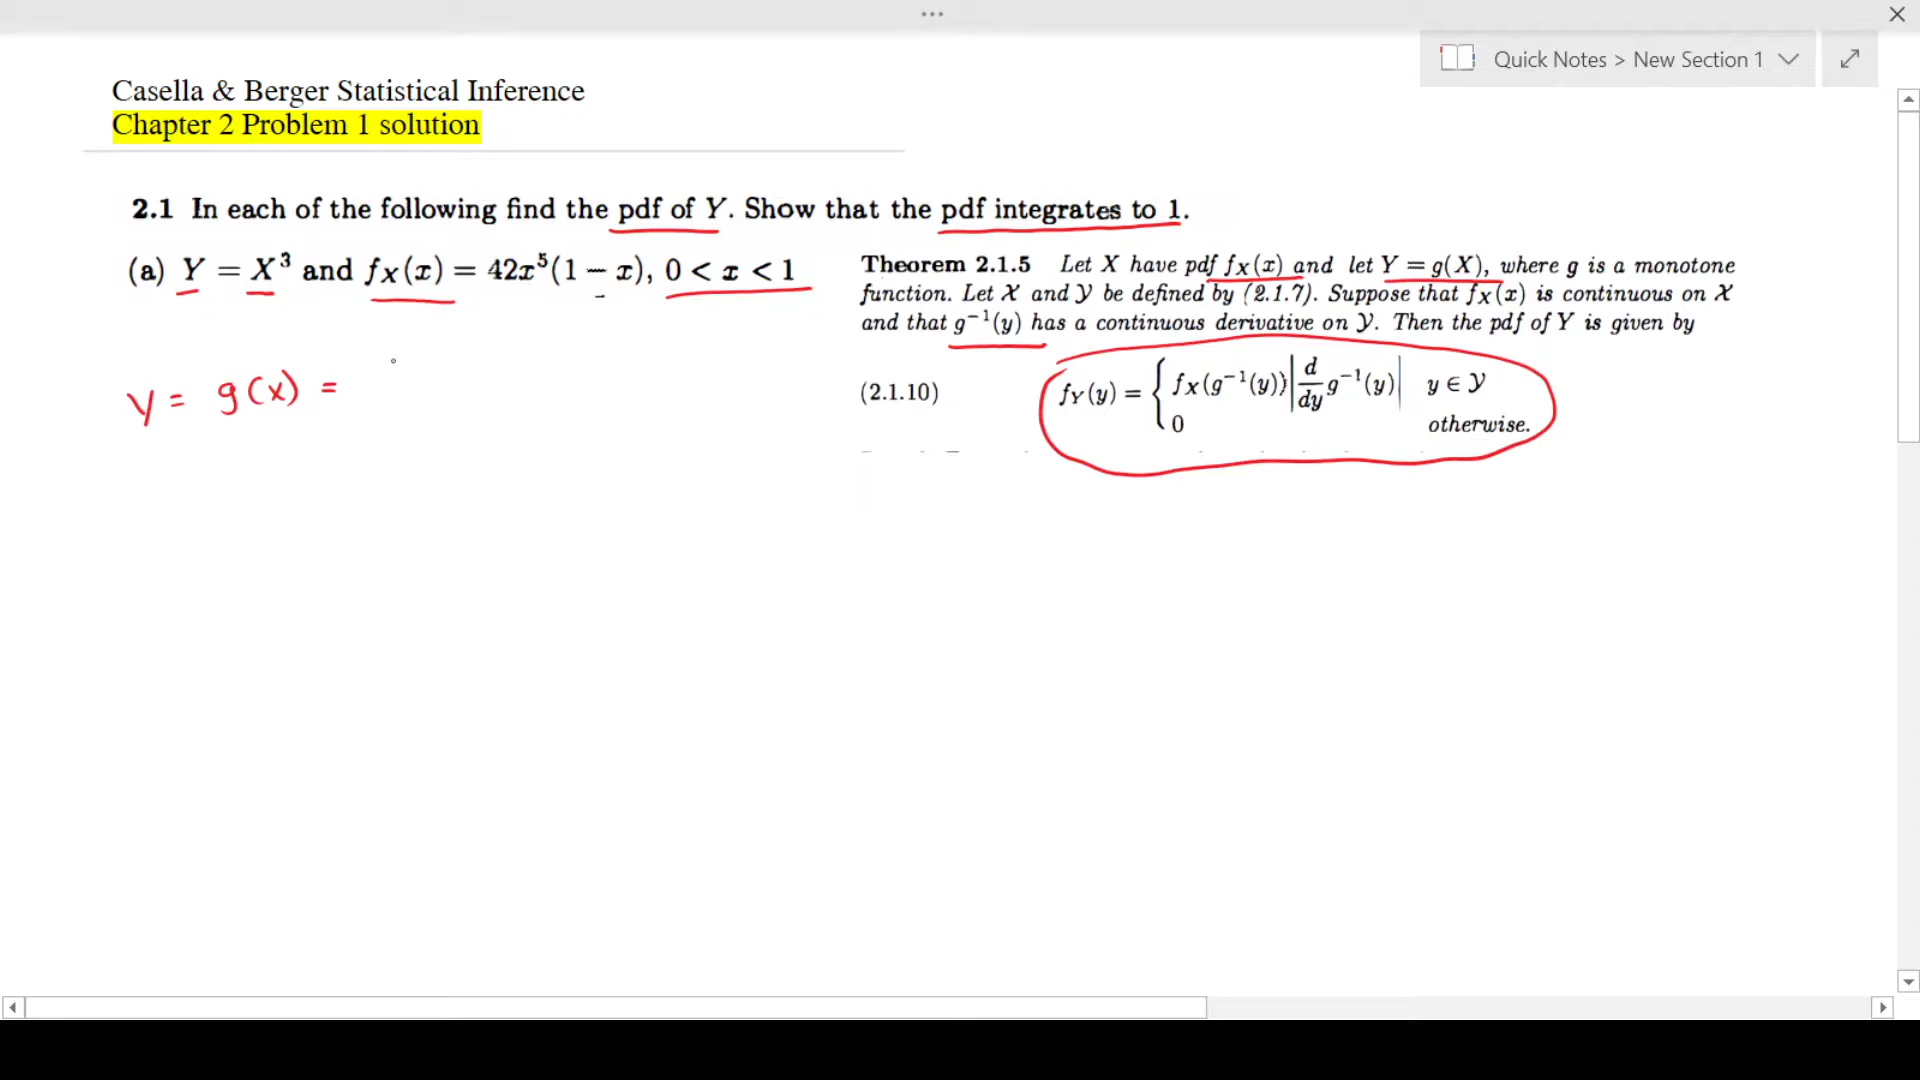 Quick Notes > New Section 1
Casella & Berger Statistical Inference
Chapter 2 Problem 1 solution
2.1 In each of the following find the pdf of Y. Show that the pdf integrates to 1.
(a) Y = X³ and fX(x) = 42x⁵(1 − x), 0 < x < 1
Theorem 2.1.5 Let X have pdf fX(x) and let Y = g(X), where g is a monotone
function. Let 𝒳 and 𝒴 be defined by (2.1.7). Suppose that fX(x) is continuous on 𝒳
and that g⁻¹(y) has a continuous derivative on 𝒴. Then the pdf of Y is given by
(2.1.10) fY(y) = { fX(g⁻¹(y)) |d/dy g⁻¹(y)| y ∈ 𝒴
0 otherwise.
Y = g(x) =